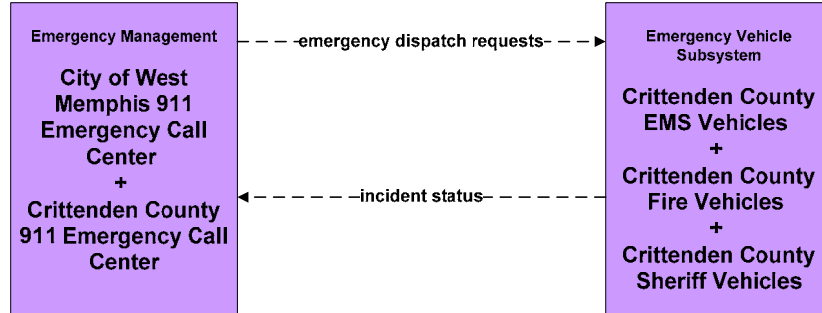 Emergency Management
City of West
Memphis 911
Emergency Call
Center
+
Crittenden County
911 Emergency Call
Center
emergency dispatch requests
incident status
Emergency Vehicle
Subsystem
Crittenden County
EMS Vehicles
+
Crittenden County
Fire Vehicles
+
Crittenden County
Sheriff Vehicles